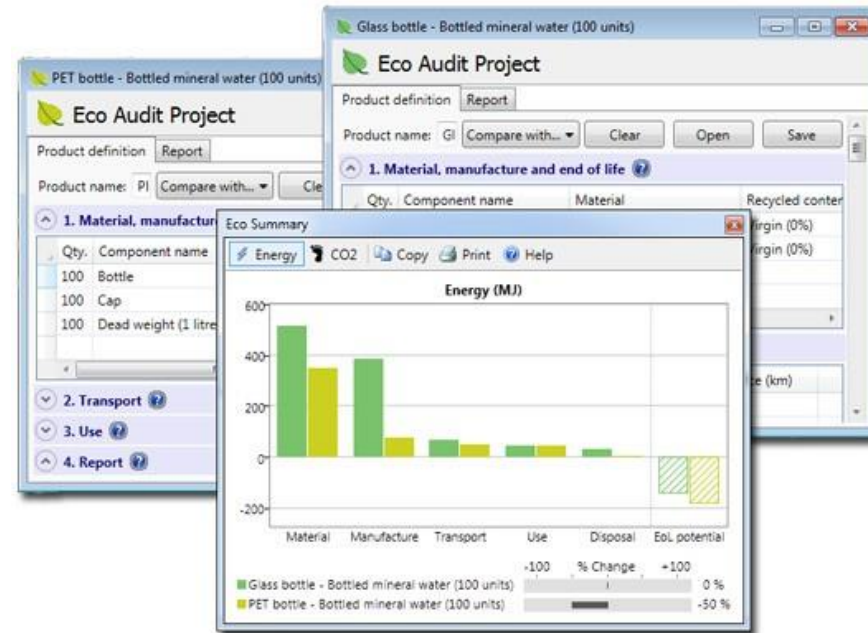 Glass bottle - Bottled mineral water (100 units)
Eco Audit Project
Product definition Report
Product name: Gl Compare with... Clear Open Save
1. Material, manufacture and end of life
Qty. Component name Material Recycled conten
Virgin (0%)
Virgin (0%)
ce (km)
PET bottle - Bottled mineral water (100 units)
Eco Audit Project
Product definition Report
Product name: PI Compare with... Cle
1. Material, manufactur
Qty. Component name
100 Bottle
100 Cap
100 Dead weight (1 litre
2. Transport
3. Use
4. Report
Eco Summary
Energy CO2 Copy Print Help
Energy (MJ)
600
400
200
0
-200
Material Manufacture Transport Use Disposal EoL potential
-100 % Change +100
Glass bottle - Bottled mineral water (100 units) 0 %
PET bottle - Bottled mineral water (100 units) -50 %